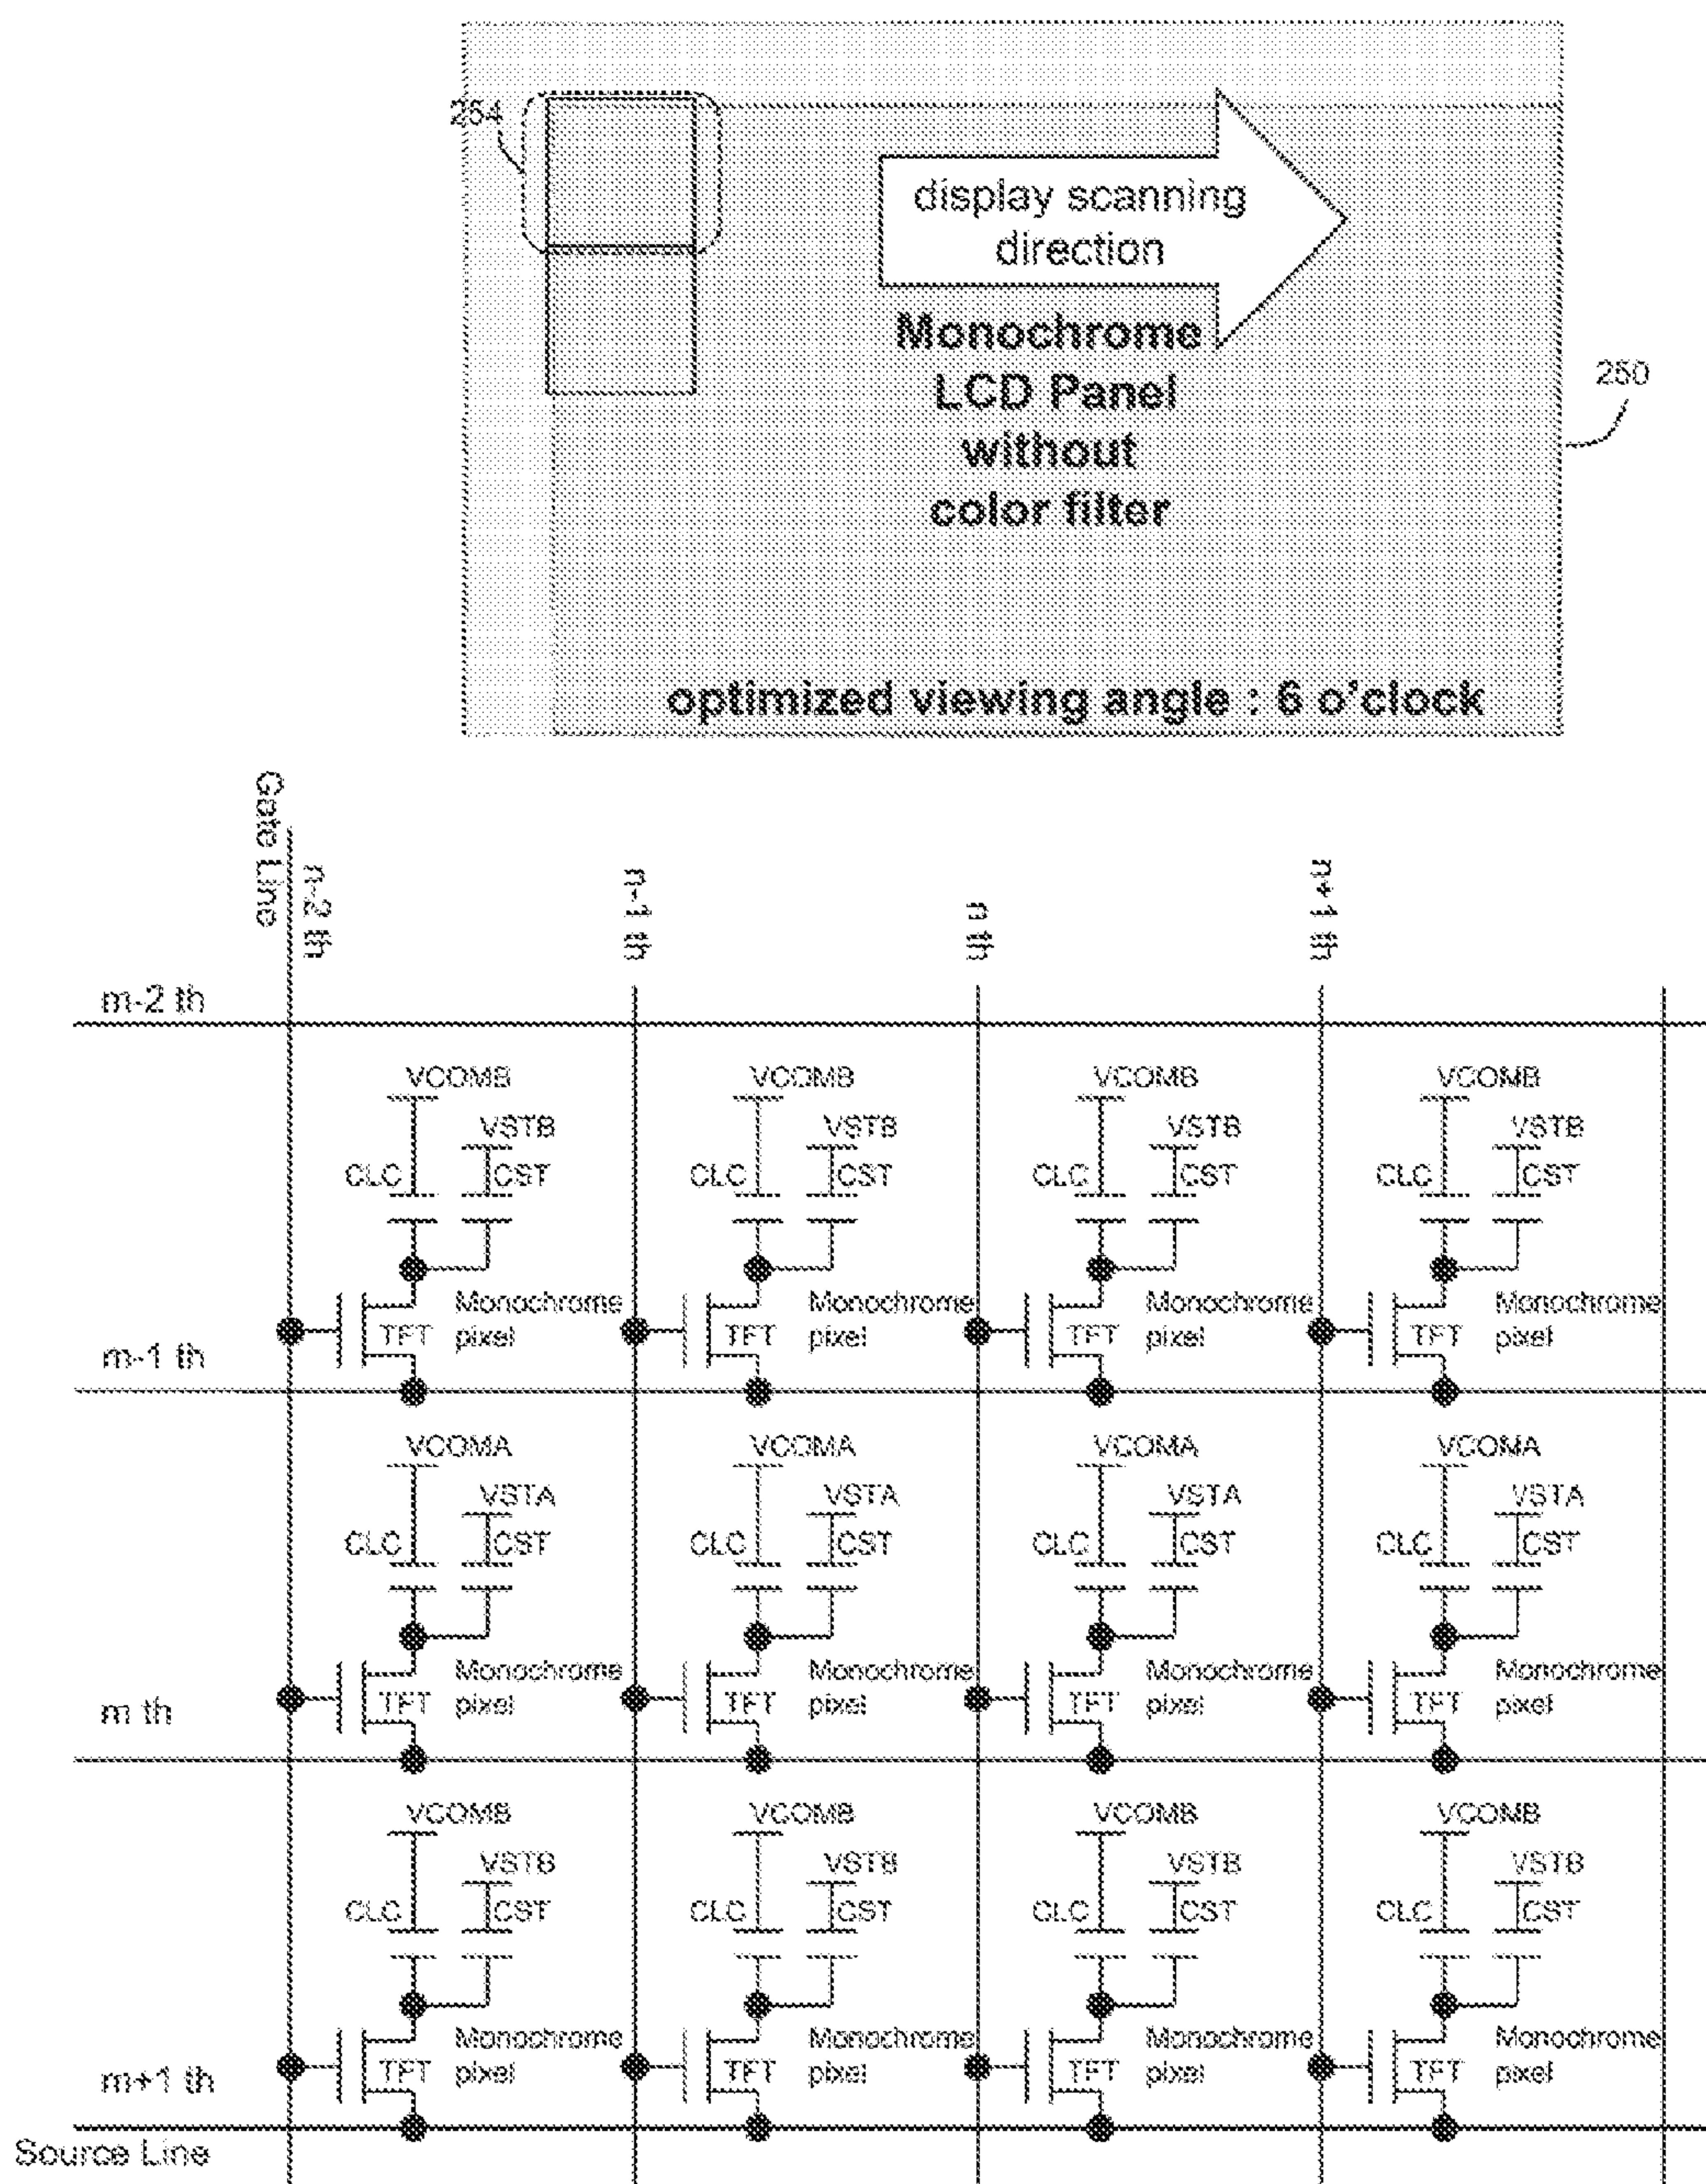 254
display scanning
direction
Monochrome
LCD Panel
without
color filter
250
optimized viewing angle : 6 o'clock
Gate Line
n-2 th
n-1 th
n th
n+1 th
m-2 th
VCOMB VCOMB VCOMB VCOMB
VSTB VSTB VSTB VSTB
CLC CST CLC CST CLC CST CLC CST
Monochrome Monochrome Monochrome Monochrome
TFT pixel TFT pixel TFT pixel TFT pixel
m-1 th
VCOMA VCOMA VCOMA VCOMA
VSTA VSTA VSTA VSTA
CLC CST CLC CST CLC CST CLC CST
Monochrome Monochrome Monochrome Monochrome
TFT pixel TFT pixel TFT pixel TFT pixel
m th
VCOMB VCOMB VCOMB VCOMB
VSTB VSTB VSTB VSTB
CLC CST CLC CST CLC CST CLC CST
Monochrome Monochrome Monochrome Monochrome
TFT pixel TFT pixel TFT pixel TFT pixel
m+1 th
Source Line